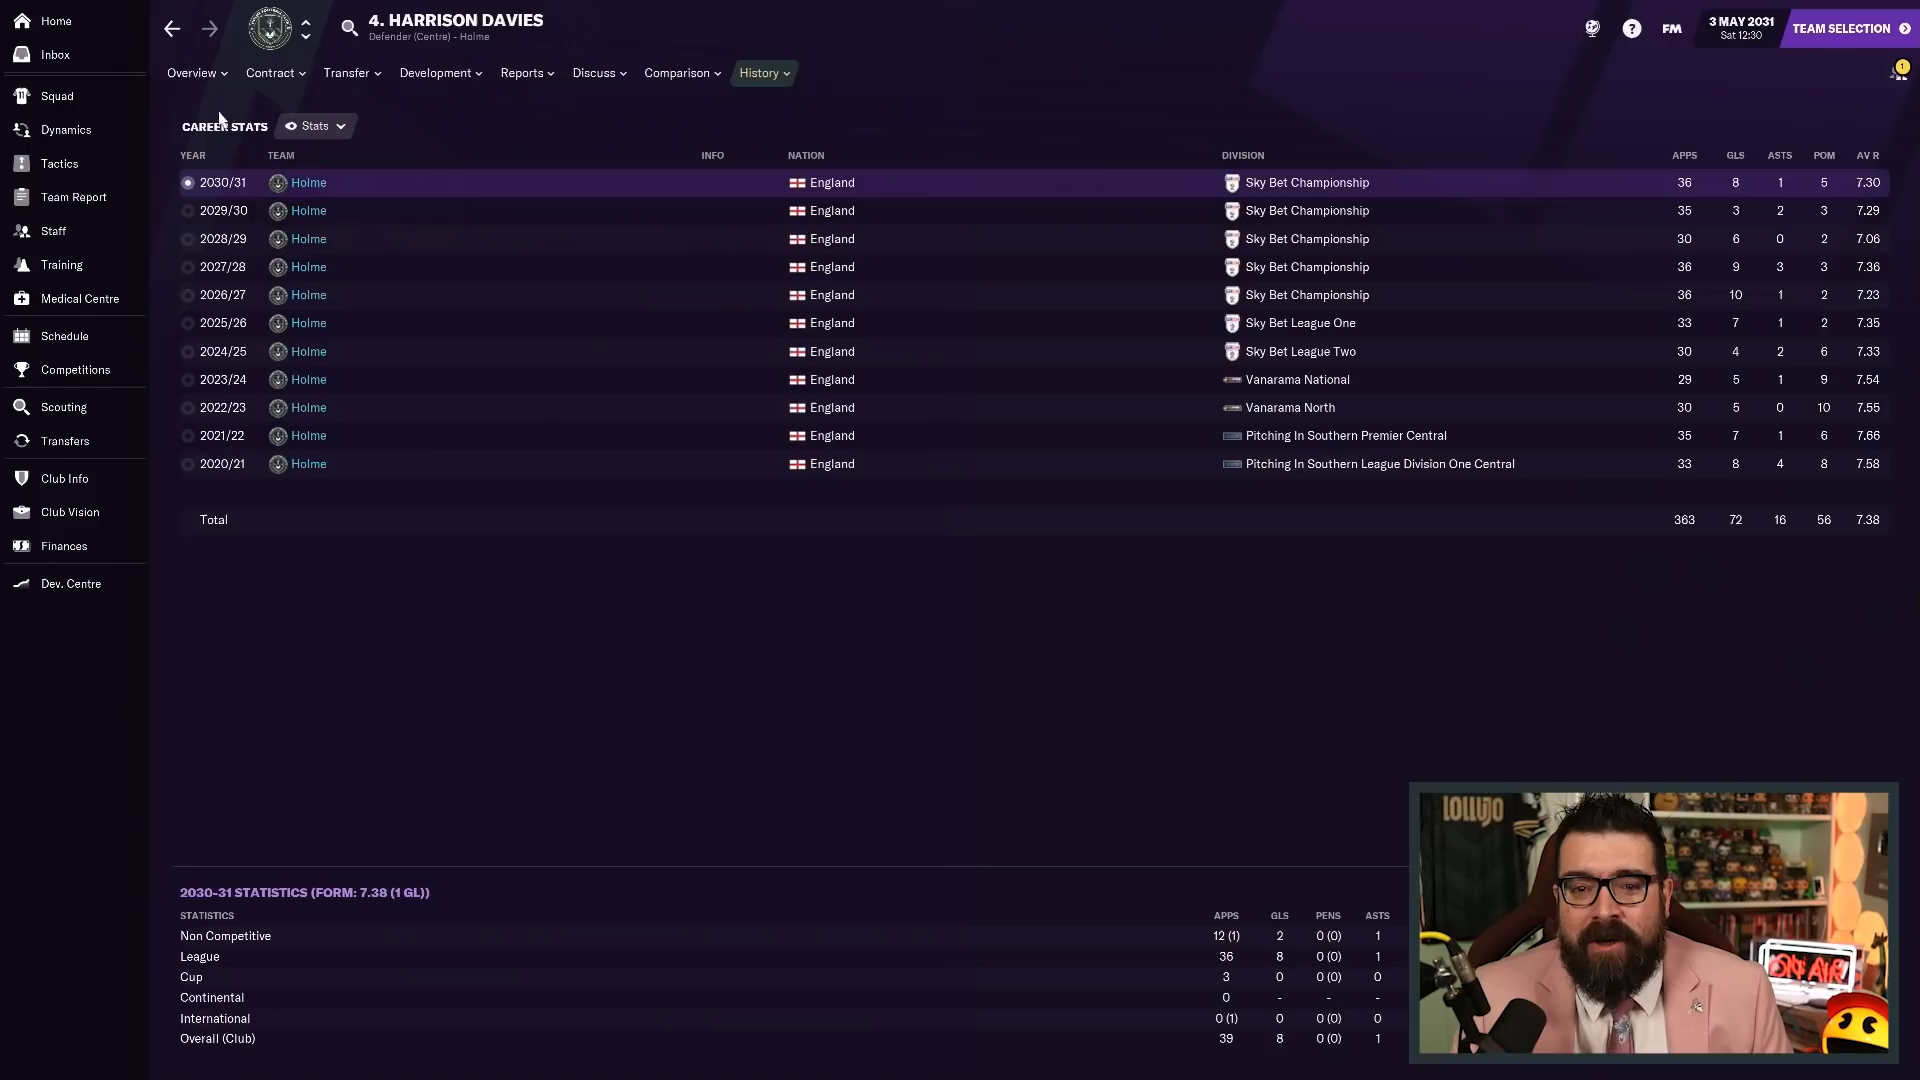 Home
Inbox
Squad
Dynamics
Tactics
Team Report
Staff
Training
Medical Centre
Schedule
Competitions
Scouting
Transfers
Club Info
Club Vision
Finances
Dev. Centre
4. HARRISON DAVIES
Defender (Centre) - Holme
FM
3 MAY 2031
Sat 12:30
TEAM SELECTION
1
Overview Contract Transfer Development Reports Discuss Comparison History
CAREER STATS Stats
YEAR TEAM INFO NATION DIVISION APPS GLS ASTS POM AV R
2030/31 Holme England Sky Bet Championship 36 8 1 5 7.30
2029/30 Holme England Sky Bet Championship 35 3 2 3 7.29
2028/29 Holme England Sky Bet Championship 30 6 0 2 7.06
2027/28 Holme England Sky Bet Championship 36 9 3 3 7.36
2026/27 Holme England Sky Bet Championship 36 10 1 2 7.23
2025/26 Holme England Sky Bet League One 33 7 1 2 7.35
2024/25 Holme England Sky Bet League Two 30 4 2 6 7.33
2023/24 Holme England Vanarama National 29 5 1 9 7.54
2022/23 Holme England Vanarama North 30 5 0 10 7.55
2021/22 Holme England Pitching In Southern Premier Central 35 7 1 6 7.66
2020/21 Holme England Pitching In Southern League Division One Central 33 8 4 8 7.58
Total 363 72 16 56 7.38
2030-31 STATISTICS (FORM: 7.38 (1 GL))
STATISTICS APPS GLS PENS ASTS
Non Competitive 12 (1) 2 0 (0) 1
League 36 8 0 (0) 1
Cup 3 0 0 (0) 0
Continental 0 - - -
International 0 (1) 0 0 (0) 0
Overall (Club) 39 8 0 (0) 1
lollujo
ON AIR